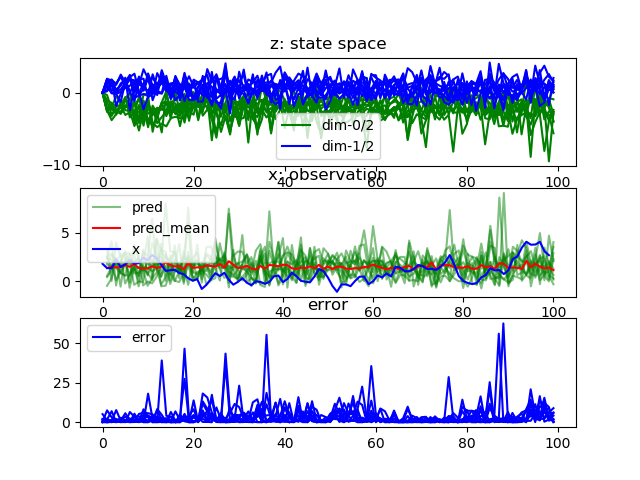 z: state space
0
−10
dim-0/2
dim-1/2
0 20 40 60 80 100
x: observation
5
0
pred
pred_mean
x
0 20 40 60 80 100
error
50
25
0
error
0 20 40 60 80 100